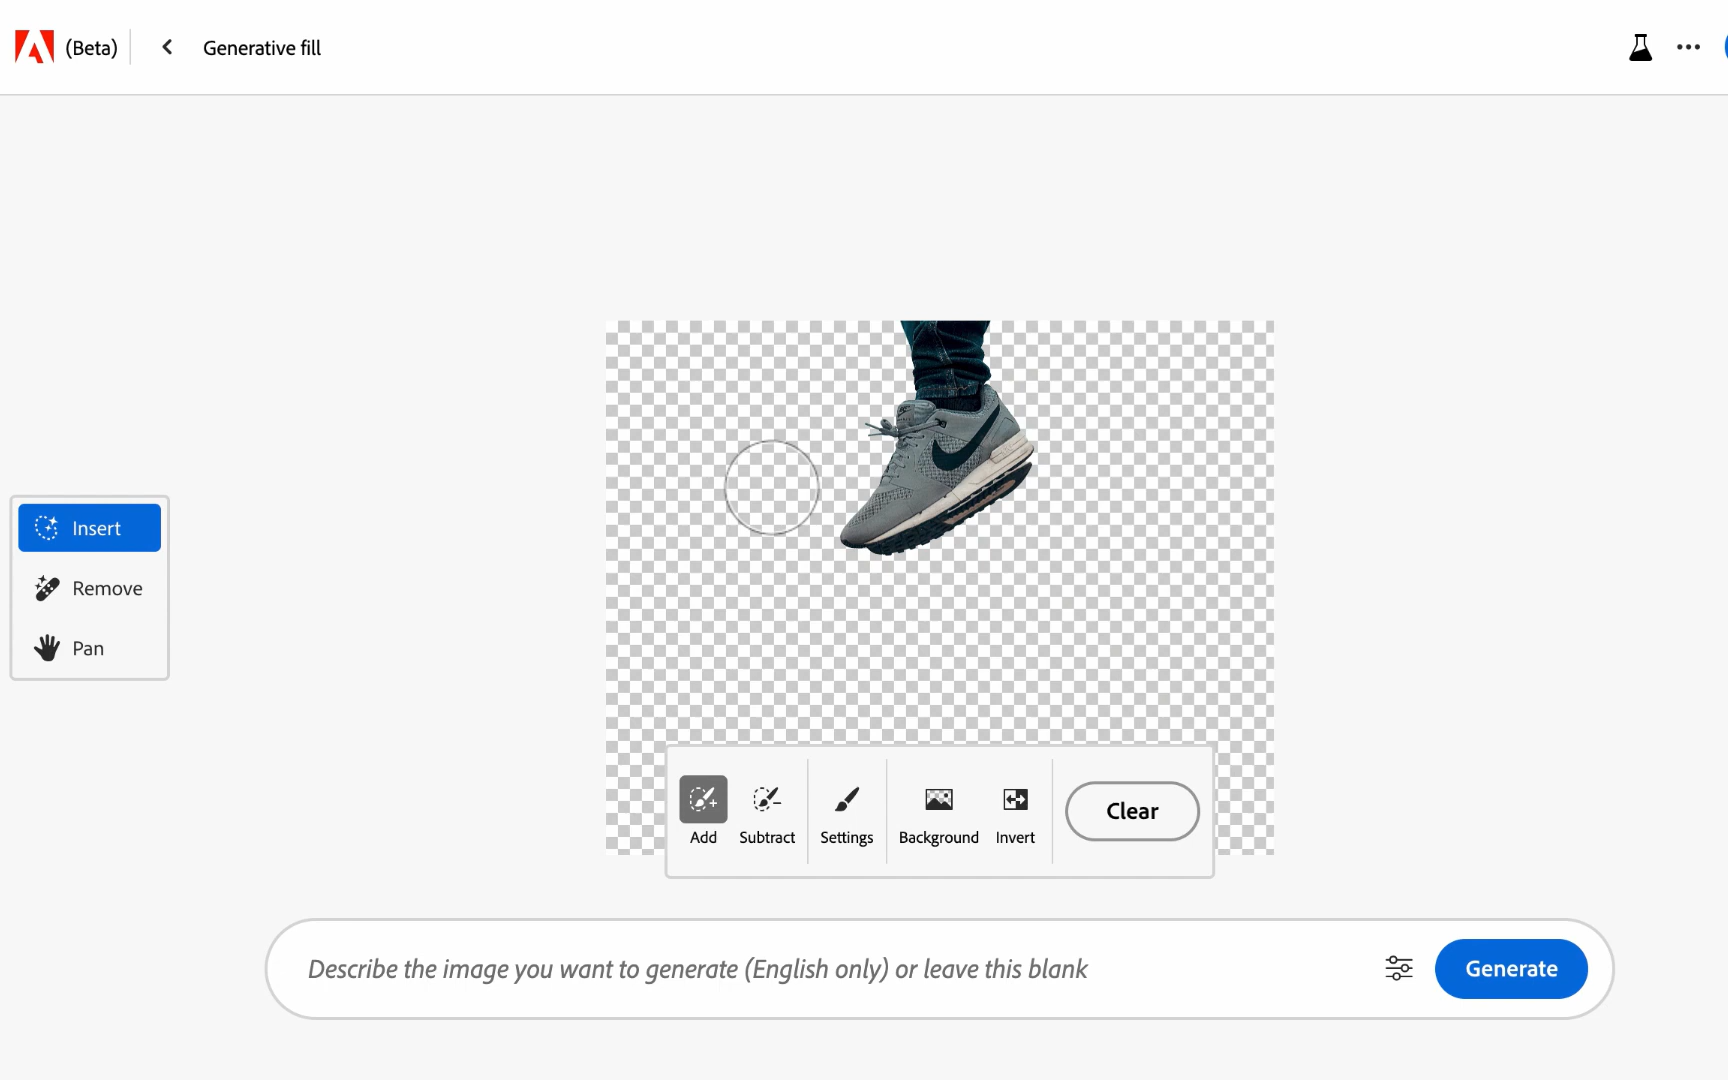 (Beta)
Generative fill
Insert
Remove
Pan
Add
Subtract
Settings
Background
Invert
Clear
Describe the image you want to generate (English only) or leave this blank
Generate